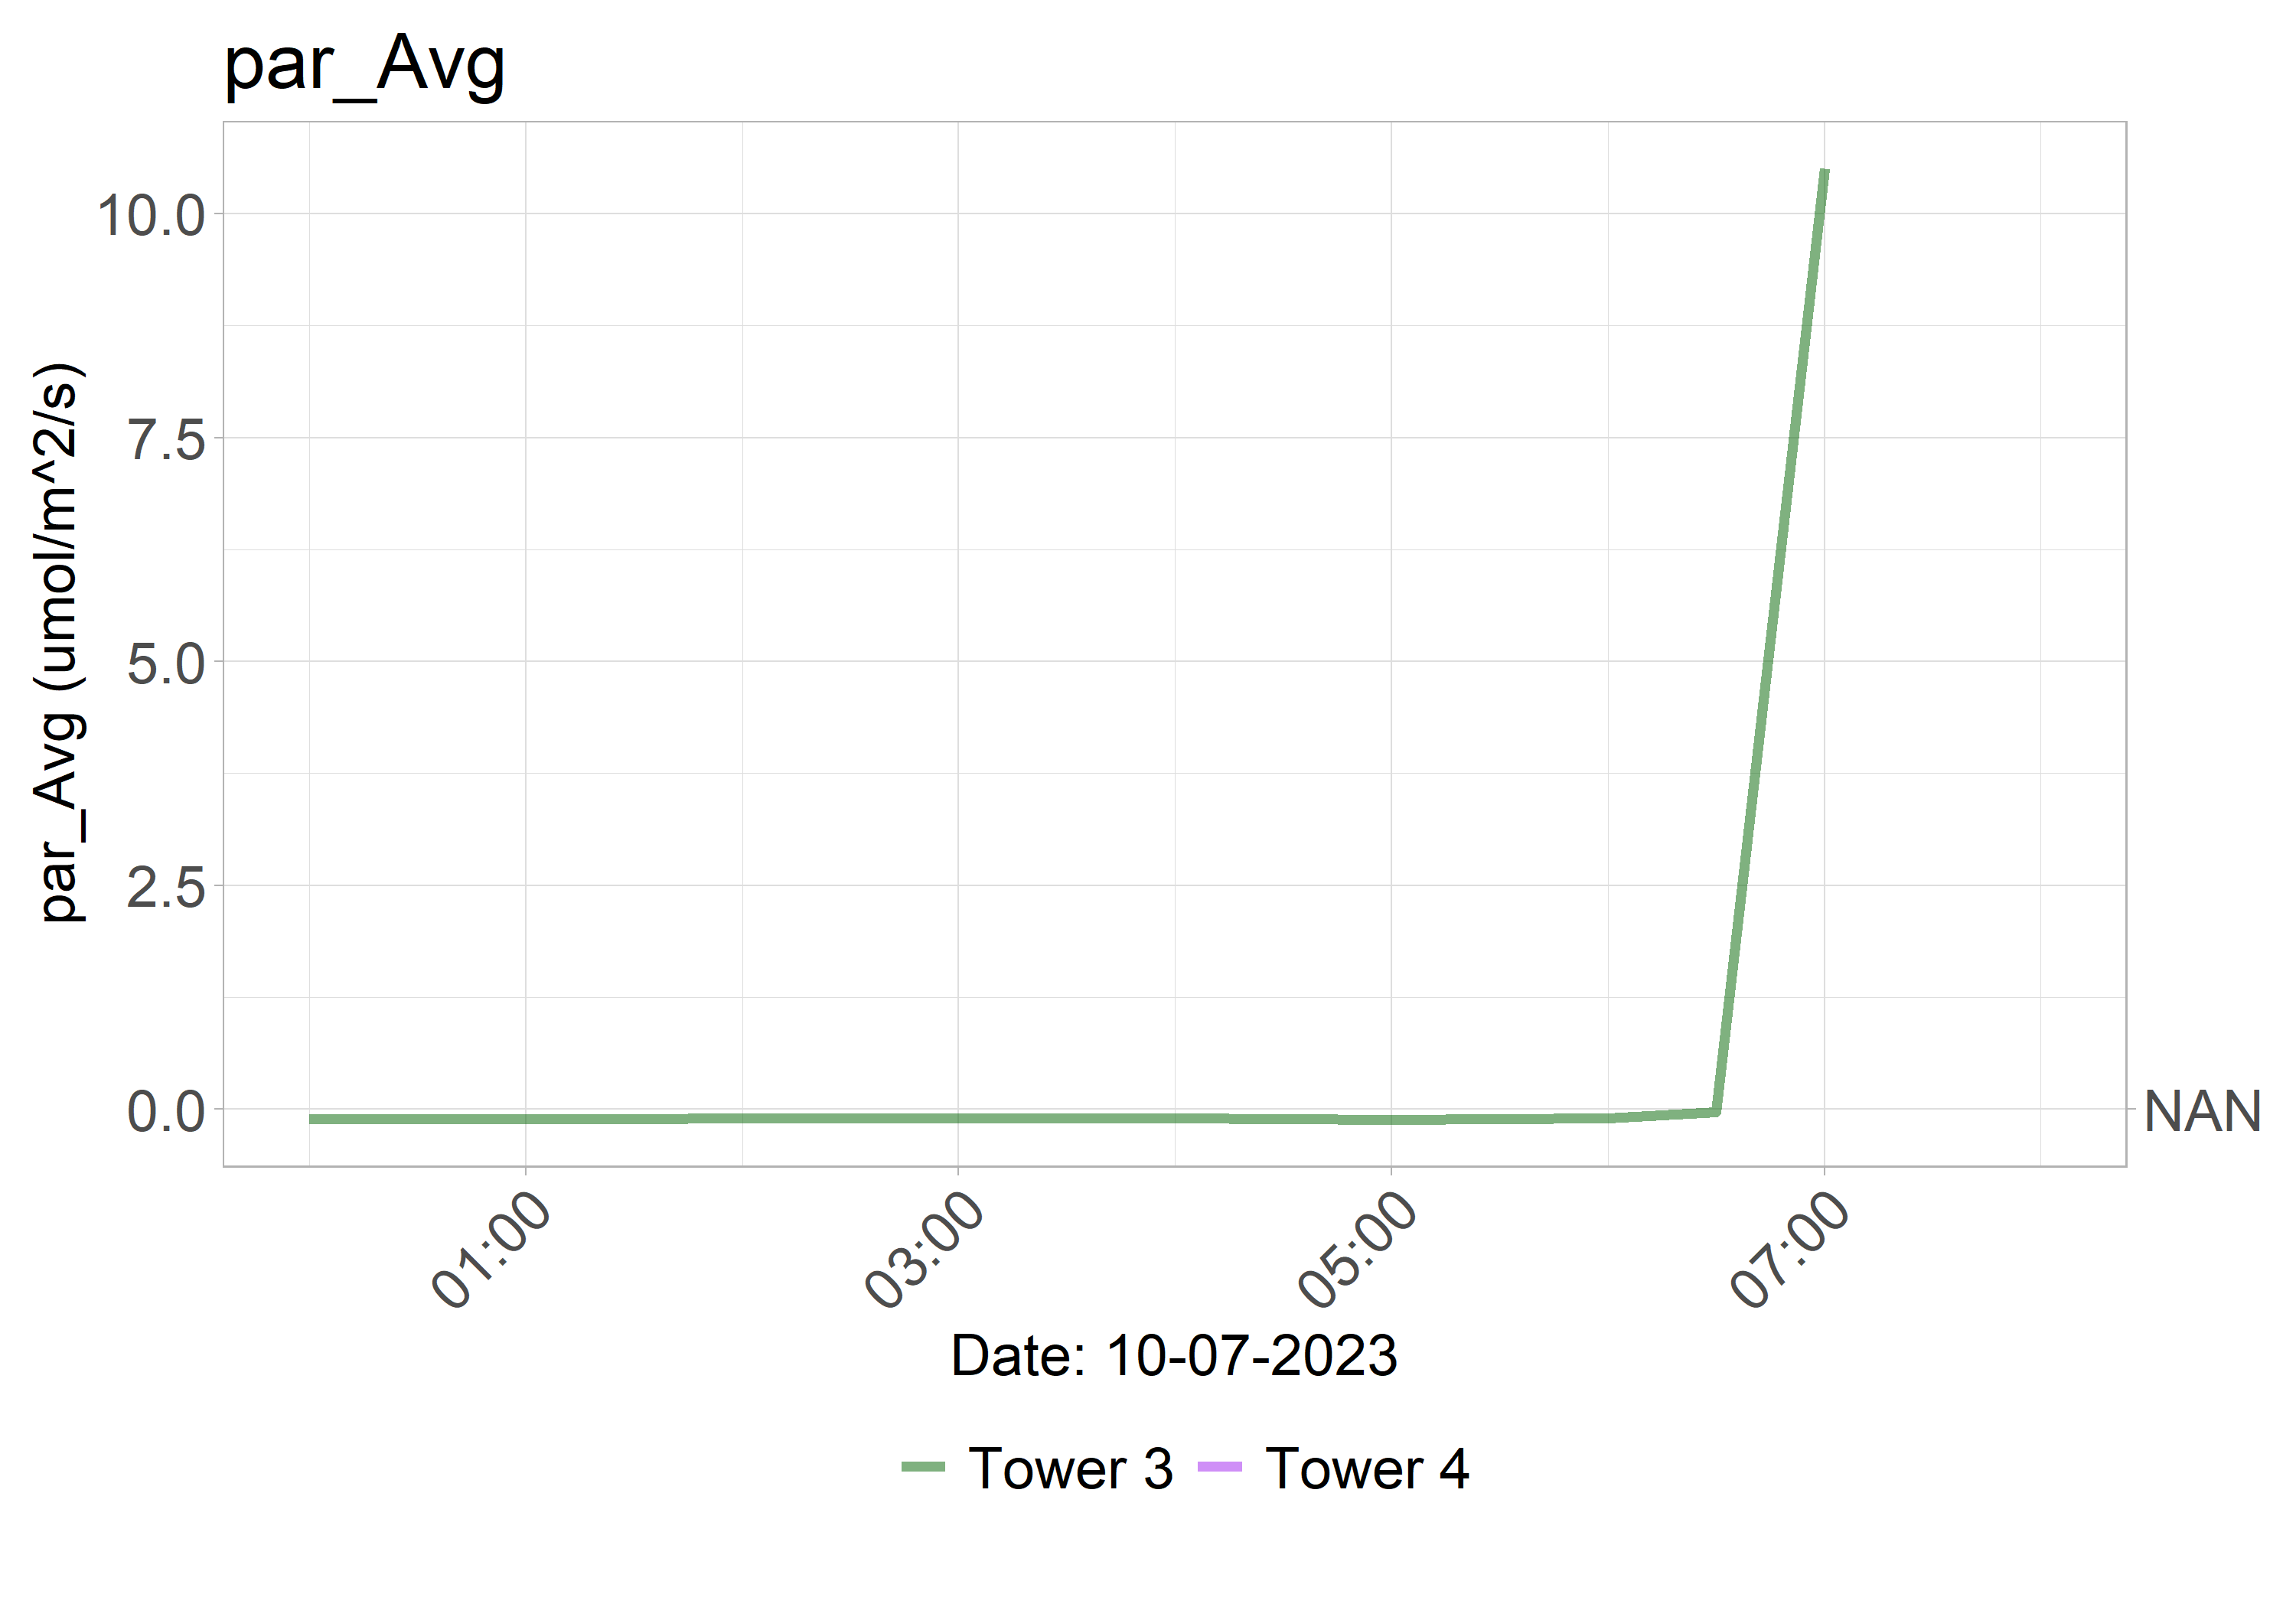 par_Avg
par_Avg (umol/m^2/s)
10.0
7.5
5.0
2.5
0.0
NAN
01:00
03:00
05:00
07:00
Date: 10-07-2023
Tower 3
Tower 4